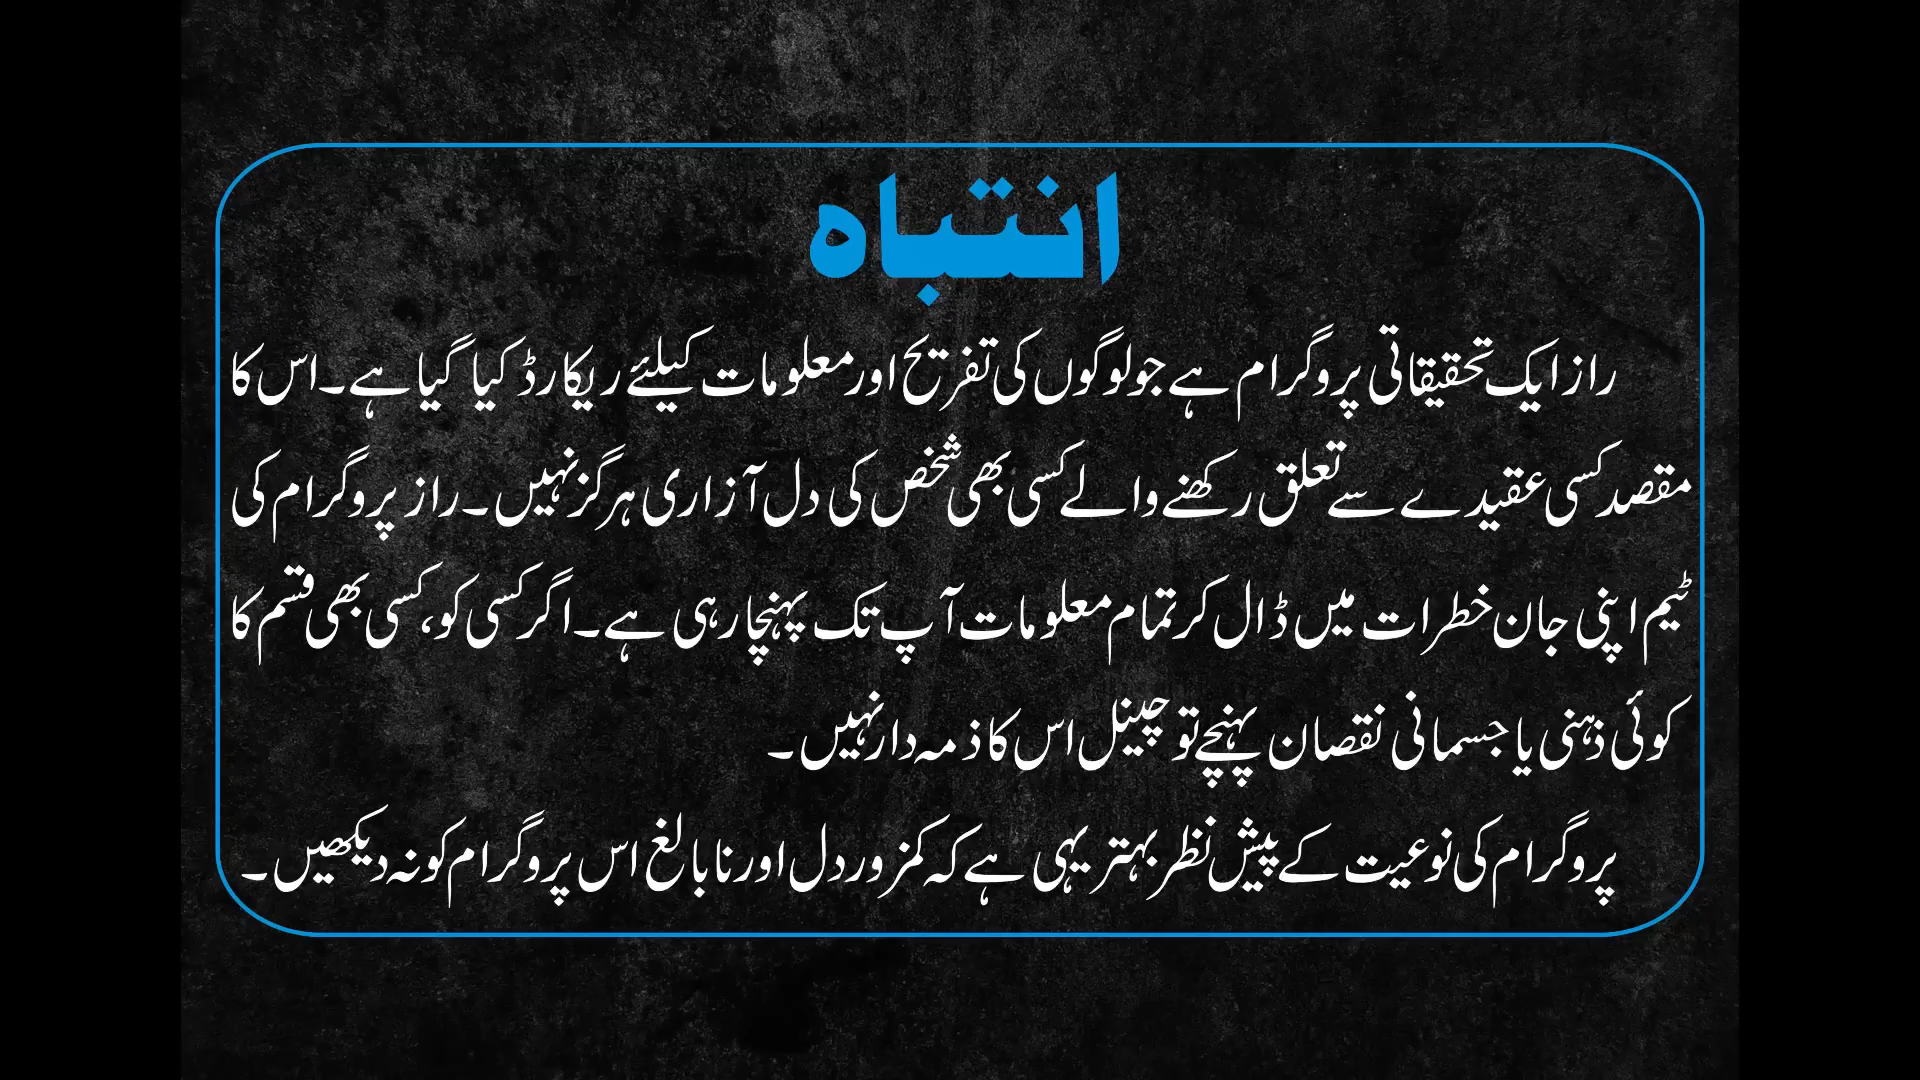 انتباہ
راز ایک تحقیقاتی پروگرام ہے جو لوگوں کی تفریح اور معلومات کیلئے ریکارڈ کیا گیا ہے۔ اس کا
مقصد کسی عقیدے سے تعلق رکھنے والے کسی بھی شخص کی دل آزاری ہرگز نہیں۔ راز پروگرام کی
ٹیم اپنی جان خطرات میں ڈال کر تمام معلومات آپ تک پہنچا رہی ہے۔ اگر کسی کو، کسی بھی قسم کا
کوئی ذہنی یا جسمانی نقصان پہنچے تو چینل اس کا ذمہ دار نہیں۔
پروگرام کی نوعیت کے پیش نظر بہتر یہی ہے کہ کمزور دل اور نابالغ اس پروگرام کو نہ دیکھیں۔